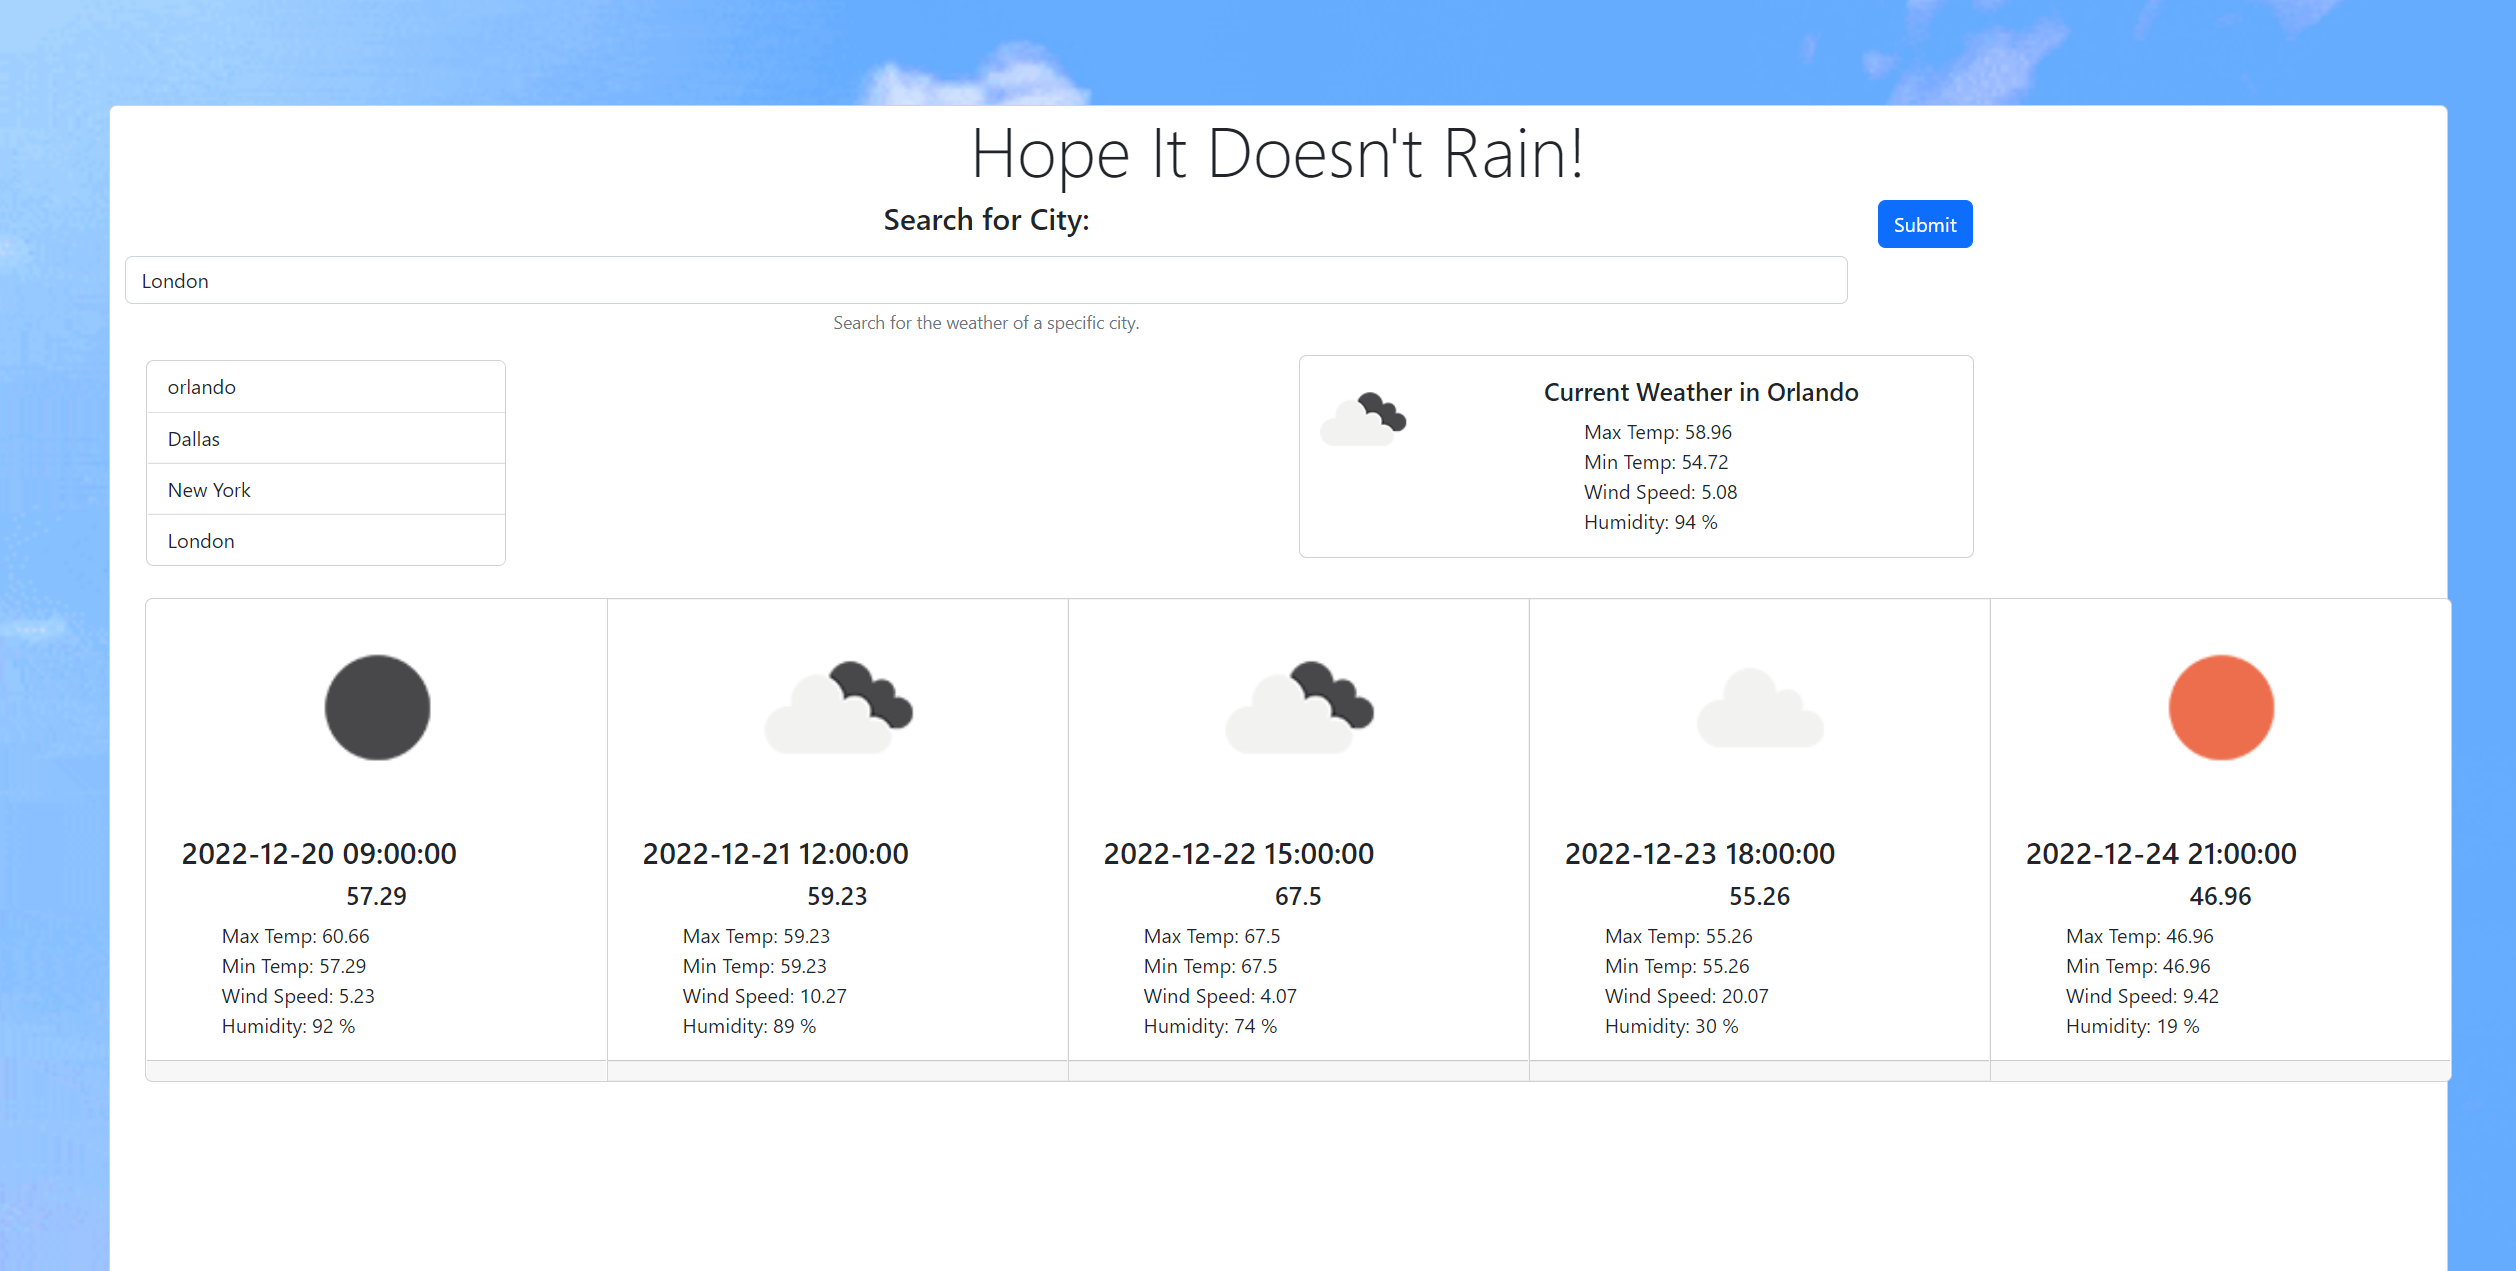 Hope It Doesn't Rain!
Search for City:
Submit
London
Search for the weather of a specific city.
orlando
Dallas
New York
London
Current Weather in Orlando
Max Temp: 58.96
Min Temp: 54.72
Wind Speed: 5.08
Humidity: 94 %
2022-12-20 09:00:00
57.29
Max Temp: 60.66
Min Temp: 57.29
Wind Speed: 5.23
Humidity: 92 %
2022-12-21 12:00:00
59.23
Max Temp: 59.23
Min Temp: 59.23
Wind Speed: 10.27
Humidity: 89 %
2022-12-22 15:00:00
67.5
Max Temp: 67.5
Min Temp: 67.5
Wind Speed: 4.07
Humidity: 74 %
2022-12-23 18:00:00
55.26
Max Temp: 55.26
Min Temp: 55.26
Wind Speed: 20.07
Humidity: 30 %
2022-12-24 21:00:00
46.96
Max Temp: 46.96
Min Temp: 46.96
Wind Speed: 9.42
Humidity: 19 %